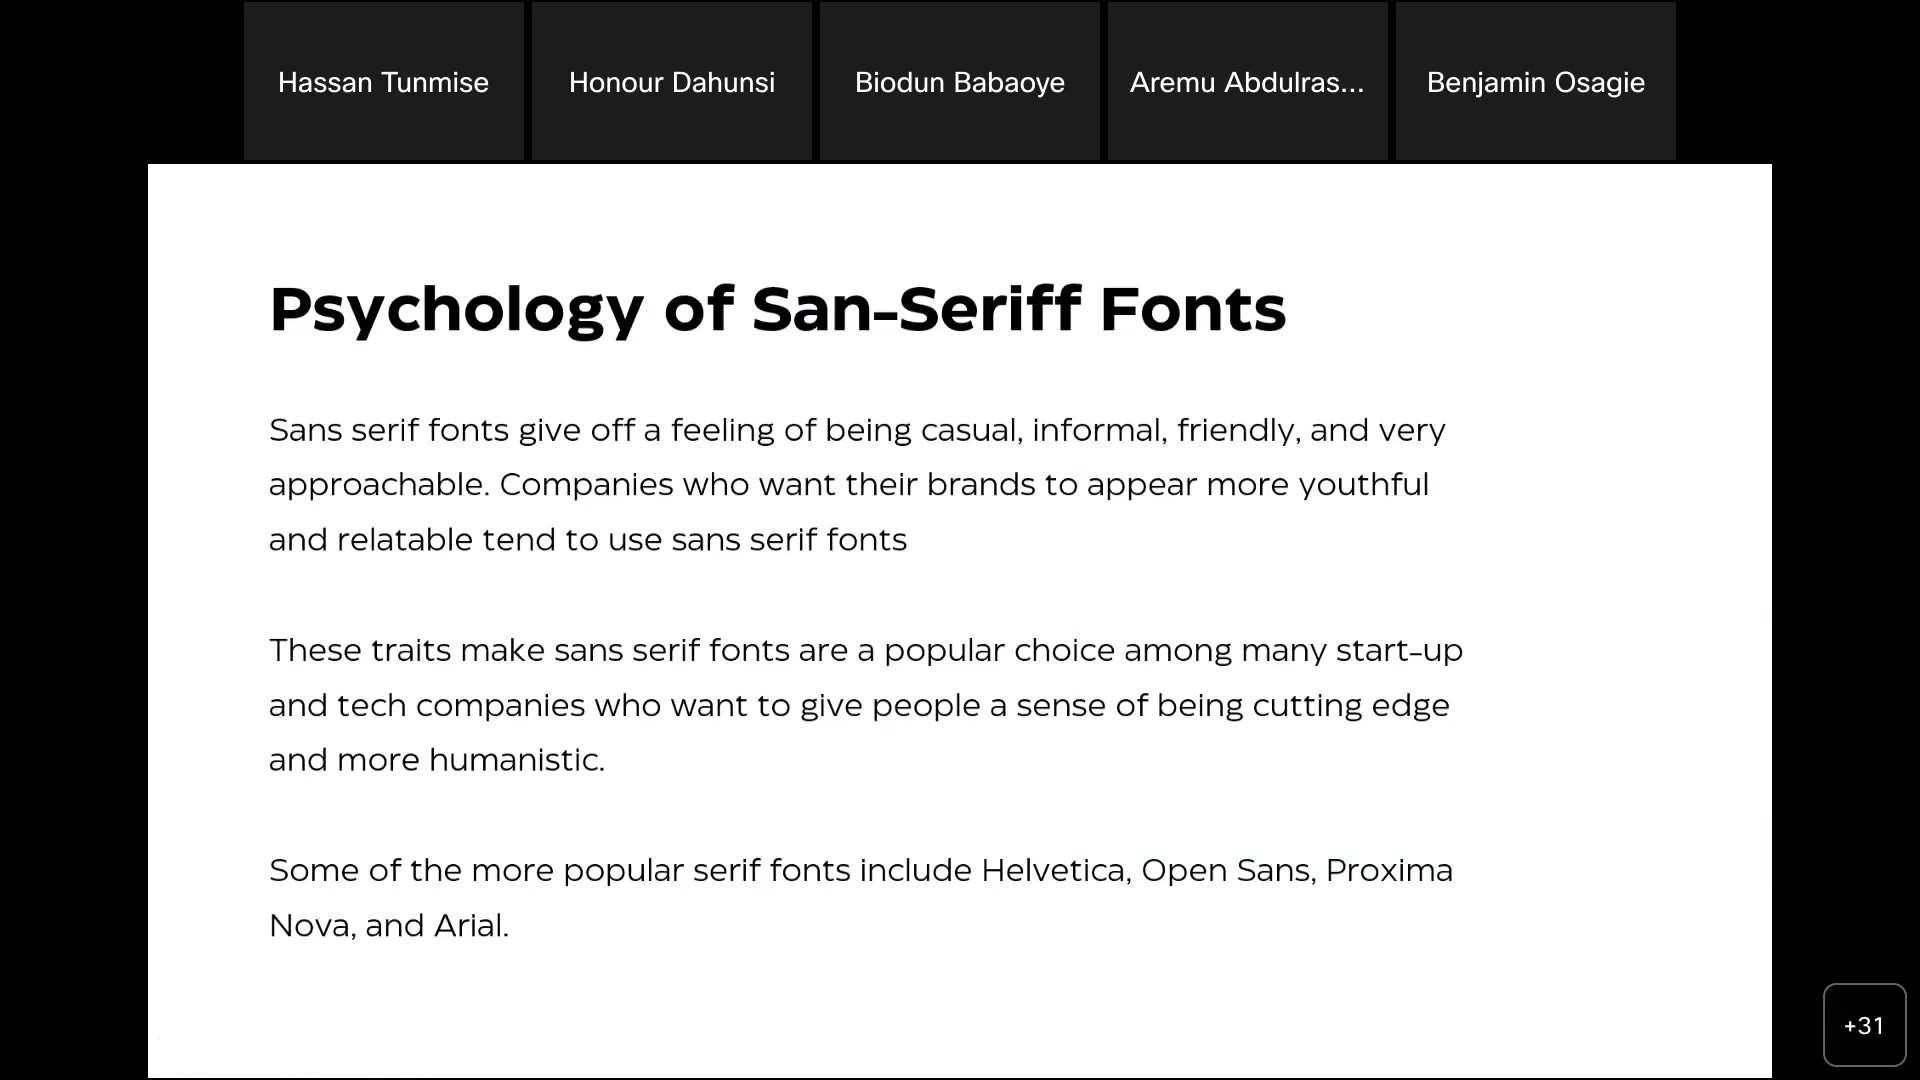 Hassan Tunmise
Honour Dahunsi
Biodun Babaoye
Aremu Abdulras...
Benjamin Osagie
Psychology of San-Seriff Fonts
Sans serif fonts give off a feeling of being casual, informal, friendly, and very
approachable. Companies who want their brands to appear more youthful
and relatable tend to use sans serif fonts
These traits make sans serif fonts are a popular choice among many start-up
and tech companies who want to give people a sense of being cutting edge
and more humanistic.
Some of the more popular serif fonts include Helvetica, Open Sans, Proxima
Nova, and Arial.
+31